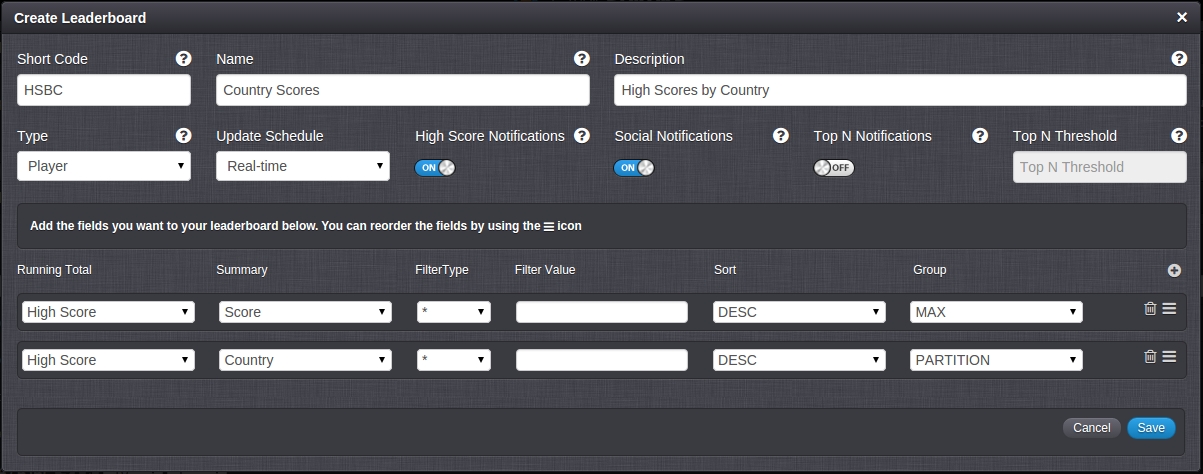 Create Leaderboard ×
Short Code ? Name ? Description ?
HSBC Country Scores High Scores by Country
Type ? Update Schedule High Score Notifications ? Social Notifications ? Top N Notifications ? Top N Threshold ?
Player Real-time ON ON OFF Top N Threshold
Add the fields you want to your leaderboard below. You can reorder the fields by using the ☰ icon
Running Total Summary FilterType Filter Value Sort Group
High Score Score * DESC MAX
High Score Country * DESC PARTITION
Cancel Save